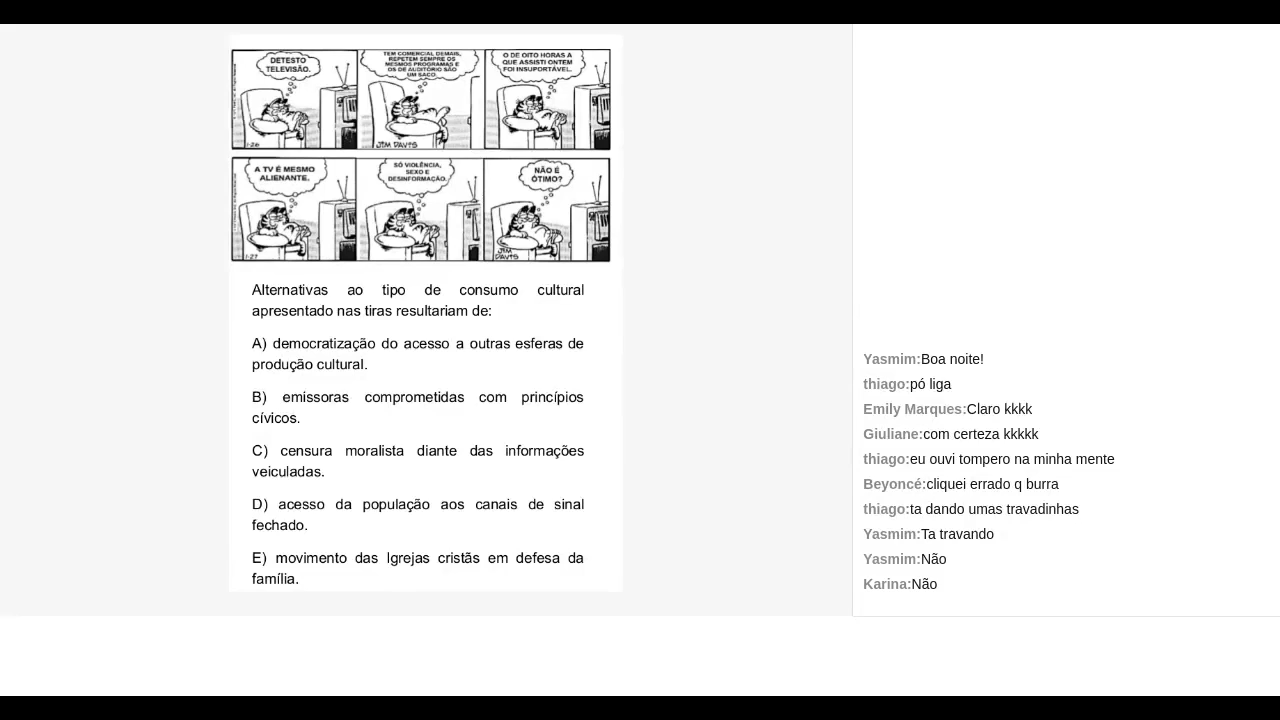 DETESTO
TELEVISÃO.
TEM COMERCIAL DEMAIS,
REPETEM SEMPRE OS
MESMOS PROGRAMAS E
OS DE AUDITÓRIO SÃO
UM SACO.
O DE OITO HORAS A
QUE ASSISTI ONTEM
FOI INSUPORTÁVEL.
1-26
JIM DAVIS
A TV É MESMO
ALIENANTE.
SÓ VIOLÊNCIA,
SEXO E
DESINFORMAÇÃO.
NÃO É
ÓTIMO?
1-27
JIM
DAVIS
Alternativas ao tipo de consumo cultural
apresentado nas tiras resultariam de:
A) democratização do acesso a outras esferas de
produção cultural.
B) emissoras comprometidas com princípios
cívicos.
C) censura moralista diante das informações
veiculadas.
D) acesso da população aos canais de sinal
fechado.
E) movimento das Igrejas cristãs em defesa da
família.
Yasmim:Boa noite!
thiago:pó liga
Emily Marques:Claro kkkk
Giuliane:com certeza kkkkk
thiago:eu ouvi tompero na minha mente
Beyoncé:cliquei errado q burra
thiago:ta dando umas travadinhas
Yasmim:Ta travando
Yasmim:Não
Karina:Não